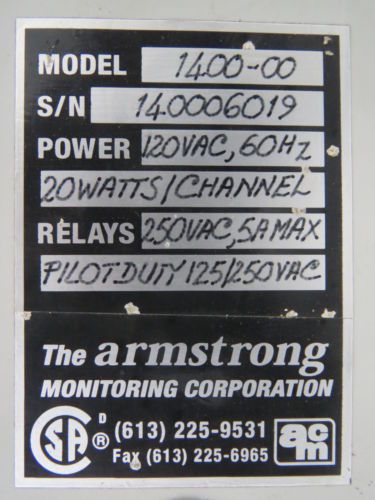 MODEL 1400-00
S/N 140006019
POWER 120VAC, 60HZ
20WATTS/CHANNEL
RELAYS 250VAC, 5A MAX
PILOT DUTY 125/250VAC
The armstrong
MONITORING CORPORATION
CSA D ® (613) 225-9531 acm
Fax (613) 225-6965